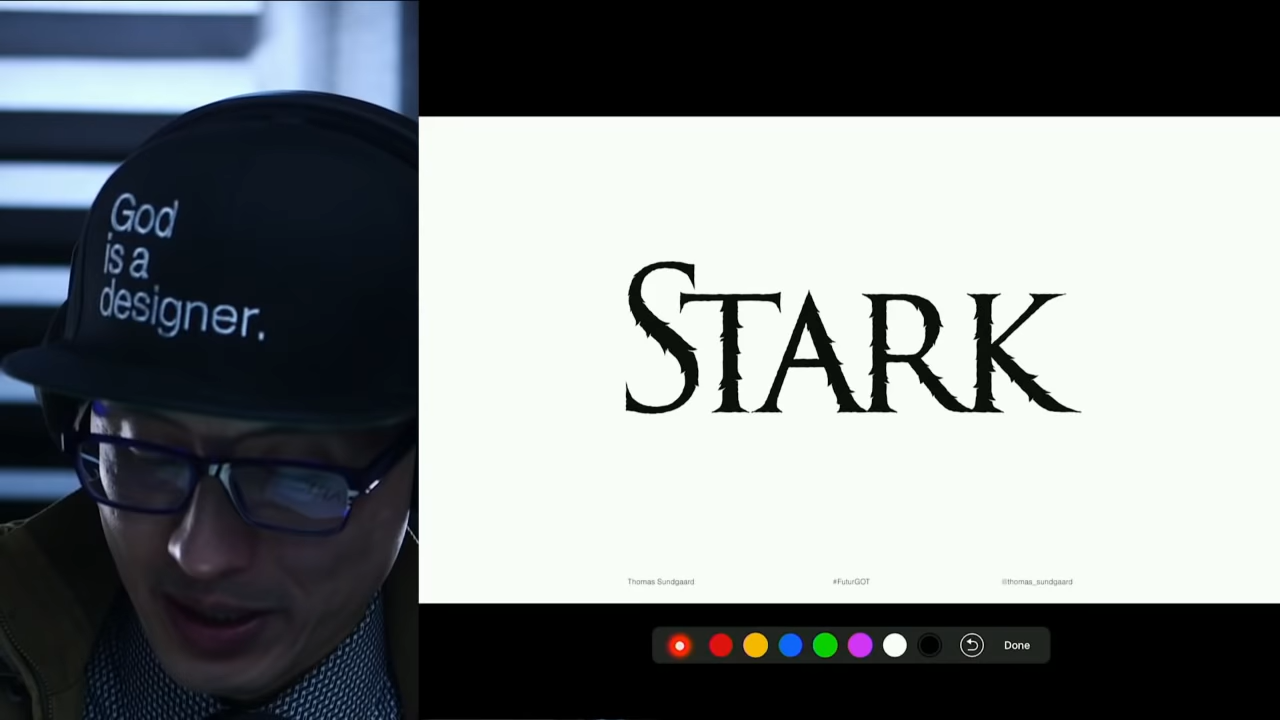 God
is a
designer.
STARK
Thomas Sundgaard
#FuturGOT
@thomas_sundgaard
Done